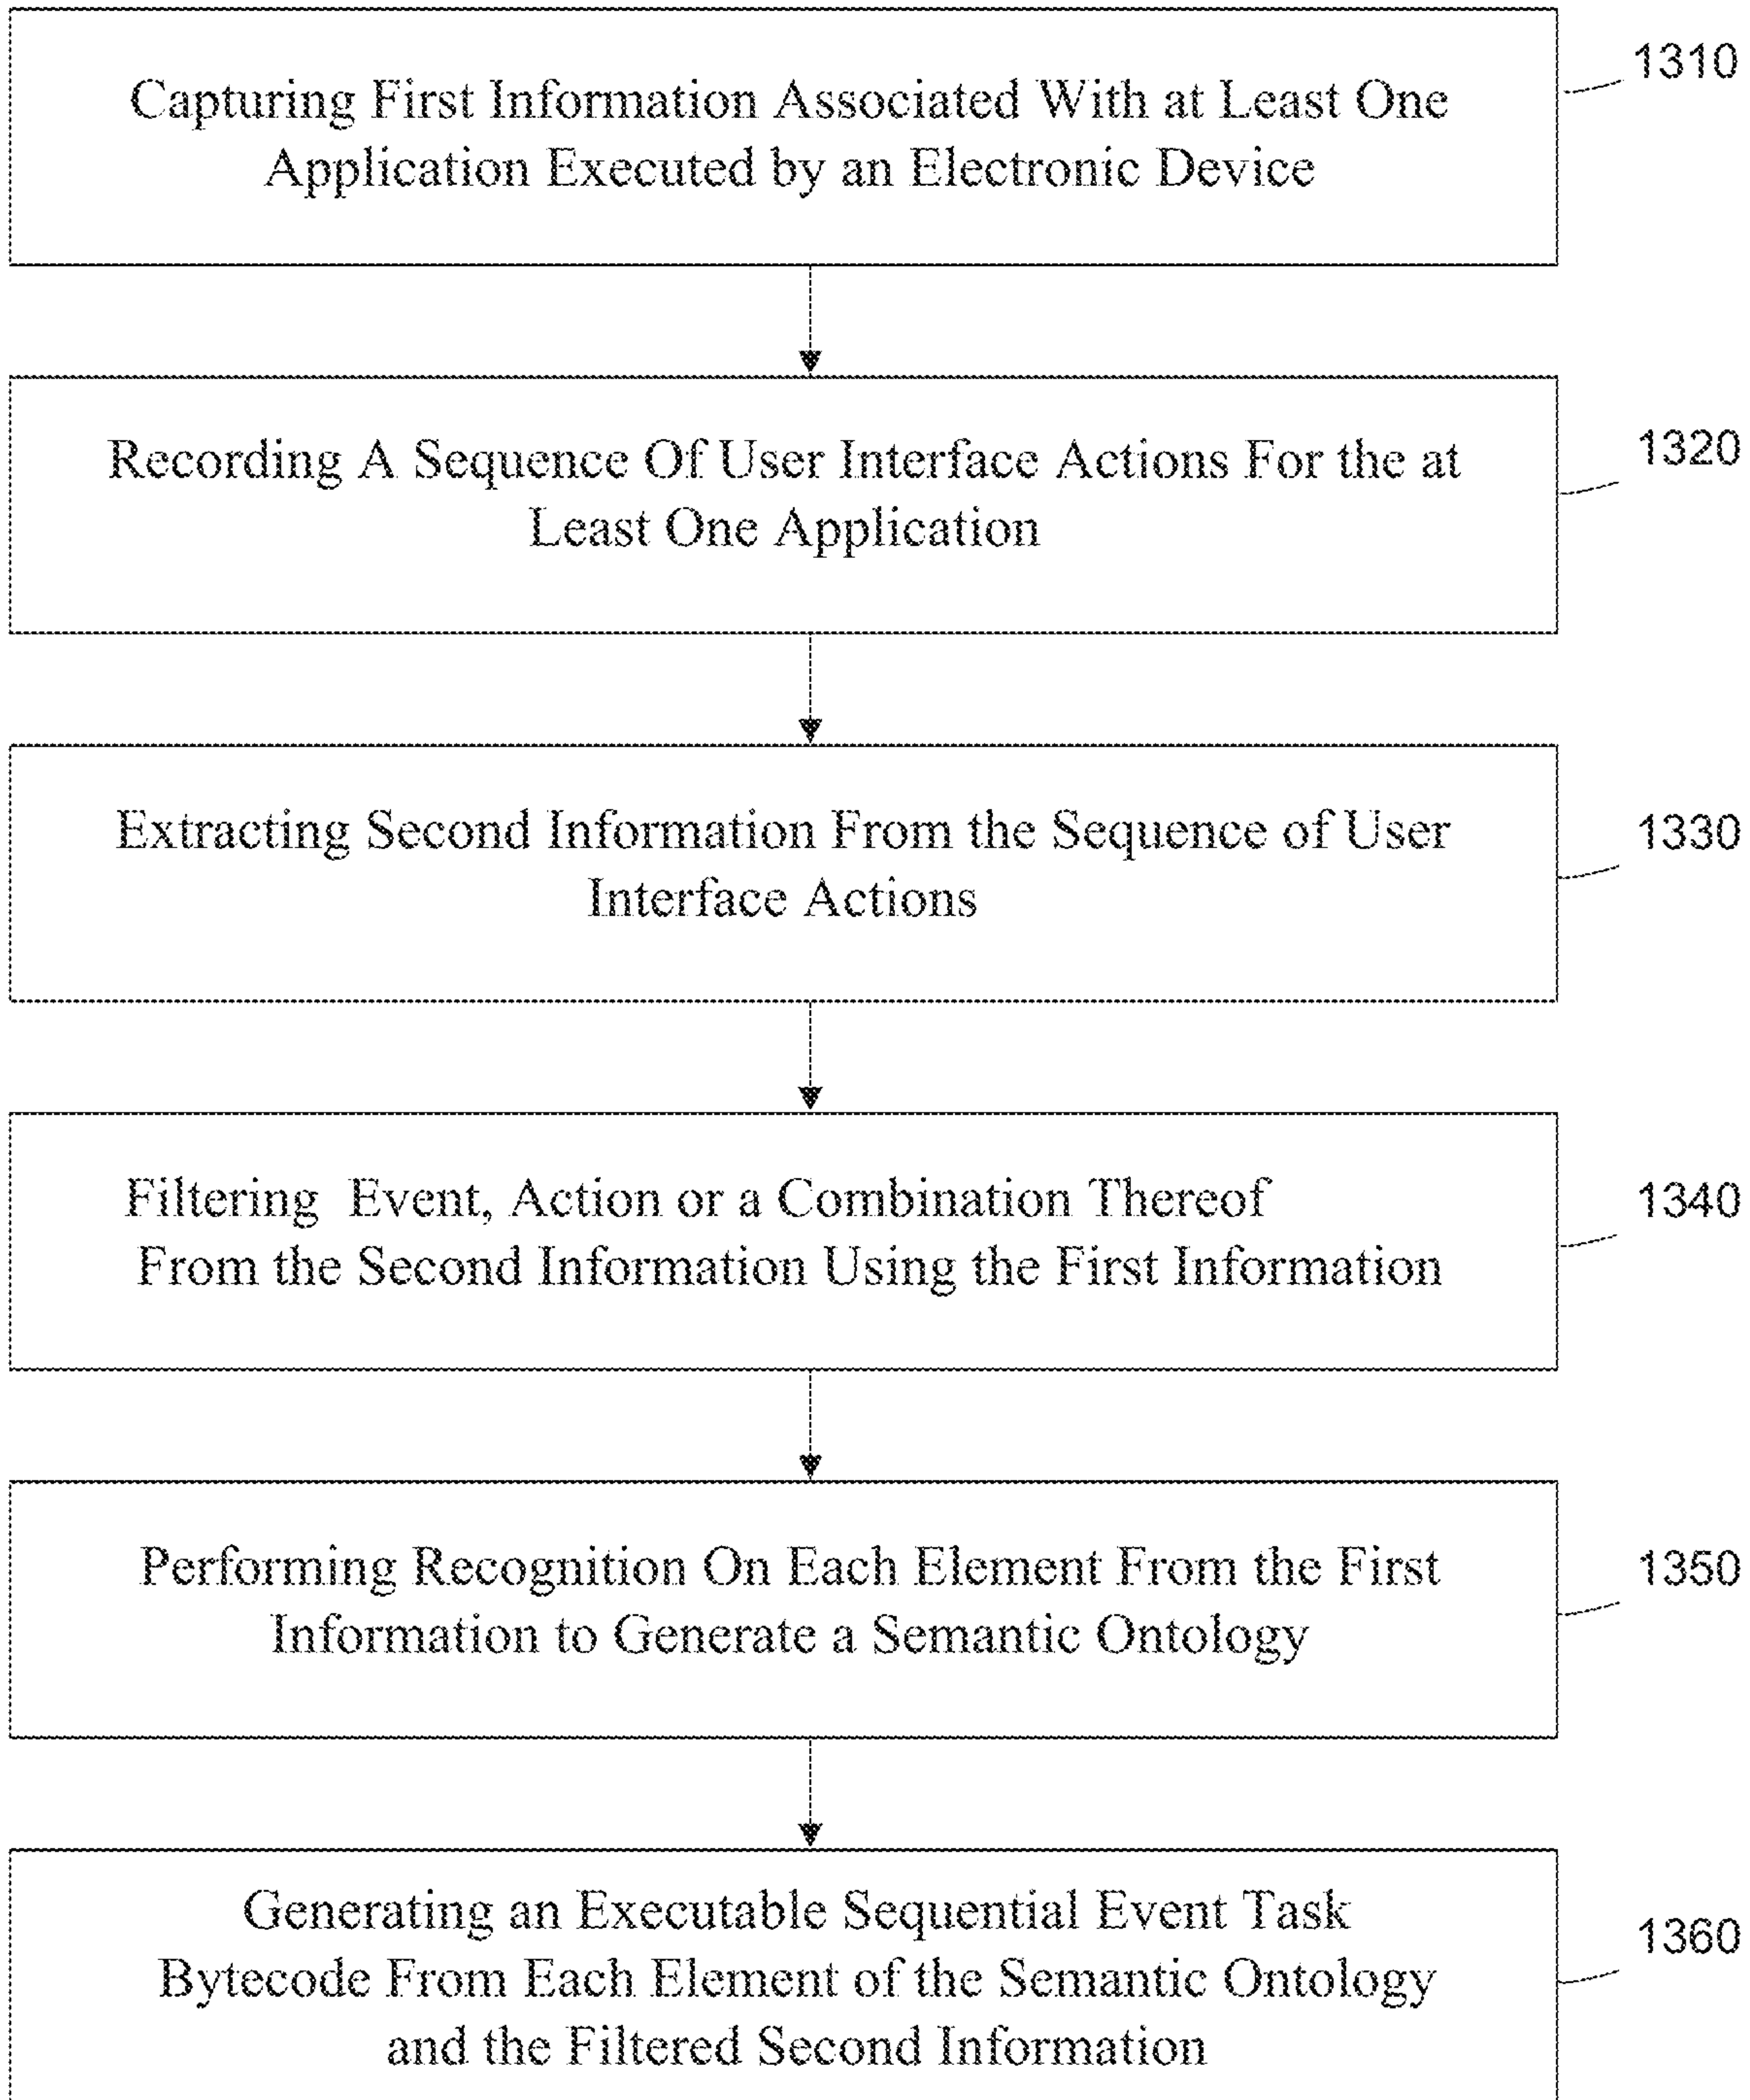 Capturing First Information Associated With at Least One
Application Executed by an Electronic Device
1310
Recording A Sequence Of User Interface Actions For the at
Least One Application
1320
Extracting Second Information From the Sequence of User
Interface Actions
1330
Filtering Event, Action or a Combination Thereof
From the Second Information Using the First Information
1340
Performing Recognition On Each Element From the First
Information to Generate a Semantic Ontology
1350
Generating an Executable Sequential Event Task
Bytecode From Each Element of the Semantic Ontology
and the Filtered Second Information
1360